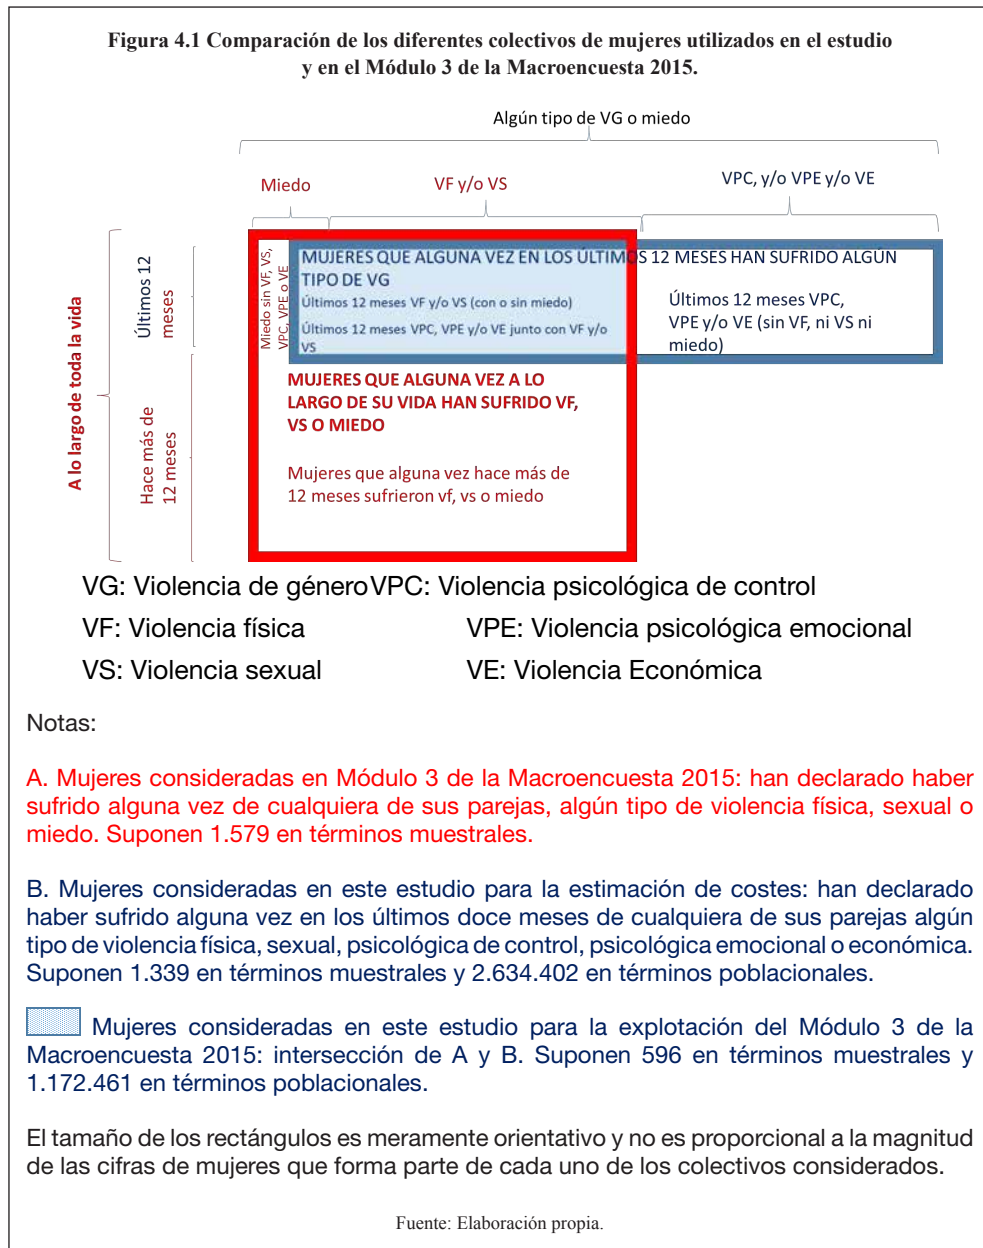 Figura 4.1 Comparación de los diferentes colectivos de mujeres utilizados en el estudio
y en el Módulo 3 de la Macroencuesta 2015.
Algún tipo de VG o miedo
Miedo
VF y/o VS
VPC, y/o VPE y/o VE
A lo largo de toda la vida
Últimos 12
meses
Hace más de
12 meses
Miedo sin VF, VS,
VPC, VPE o VE
MUJERES QUE ALGUNA VEZ EN LOS ÚLTIMOS 12 MESES HAN SUFRIDO ALGÚN
TIPO DE VG
Últimos 12 meses VF y/o VS (con o sin miedo)
Últimos 12 meses VPC, VPE y/o VE junto con VF y/o
VS
Últimos 12 meses VPC,
VPE y/o VE (sin VF, ni VS ni
miedo)
MUJERES QUE ALGUNA VEZ A LO
LARGO DE SU VIDA HAN SUFRIDO VF,
VS O MIEDO
Mujeres que alguna vez hace más de
12 meses sufrieron vf, vs o miedo
VG: Violencia de género VPC: Violencia psicológica de control
VF: Violencia física VPE: Violencia psicológica emocional
VS: Violencia sexual VE: Violencia Económica
Notas:
A. Mujeres consideradas en Módulo 3 de la Macroencuesta 2015: han declarado haber
sufrido alguna vez de cualquiera de sus parejas, algún tipo de violencia física, sexual o
miedo. Suponen 1.579 en términos muestrales.
B. Mujeres consideradas en este estudio para la estimación de costes: han declarado
haber sufrido alguna vez en los últimos doce meses de cualquiera de sus parejas algún
tipo de violencia física, sexual, psicológica de control, psicológica emocional o económica.
Suponen 1.339 en términos muestrales y 2.634.402 en términos poblacionales.
Mujeres consideradas en este estudio para la explotación del Módulo 3 de la
Macroencuesta 2015: intersección de A y B. Suponen 596 en términos muestrales y
1.172.461 en términos poblacionales.
El tamaño de los rectángulos es meramente orientativo y no es proporcional a la magnitud
de las cifras de mujeres que forma parte de cada uno de los colectivos considerados.
Fuente: Elaboración propia.